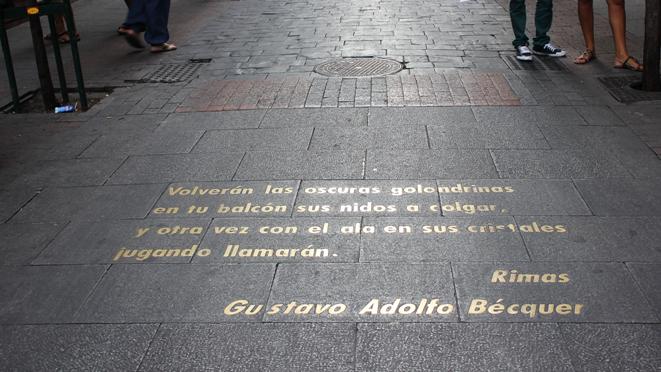 Volverán las oscuras golondrinas
en tu balcón sus nidos a colgar,
y otra vez con el ala en sus cristales
jugando llamarán.
Rimas
Gustavo Adolfo Bécquer